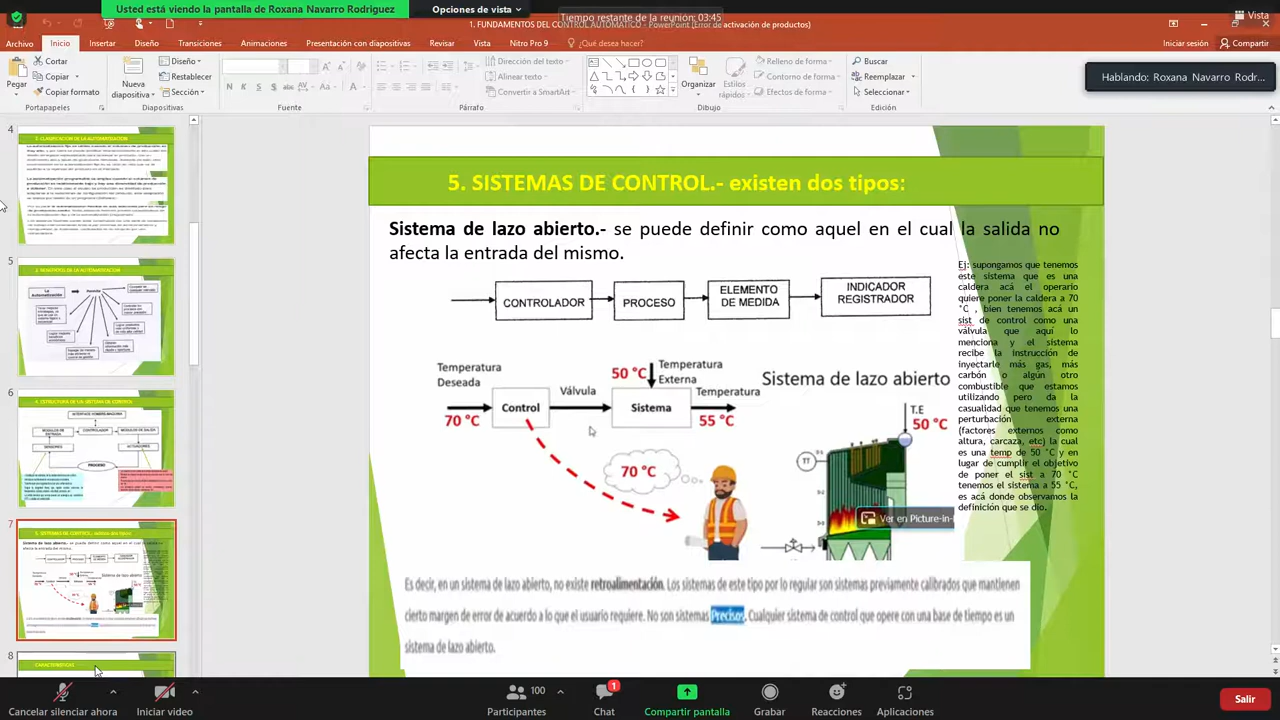 Usted está viendo la pantalla de Roxana Navarro Rodriguez
Opciones de vista
1. FUNDAMENTOS DEL CONTROL AUTOMATICO - PowerPoint (Error de activación de productos)
Tiempo restante de la reunión: 03:45
Vista
Archivo Inicio Insertar Diseño Transiciones Animaciones Presentación con diapositivas Revisar Vista Nitro Pro 9 ¿Qué desea hacer? Iniciar sesión Compartir
Pegar
Cortar
Copiar
Copiar formato
Portapapeles
Nueva diapositiva
Diseño
Restablecer
Sección
Diapositivas
N K S
Aa
A
Fuente
Dirección del texto
Alinear texto
Convertir a SmartArt
Párrafo
Organizar
Estilos rápidos
Relleno de forma
Contorno de forma
Efectos de forma
Dibujo
Buscar
Reemplazar
Seleccionar
Edición
Hablando: Roxana Navarro Rodr...
4
5
6
7
8
5. SISTEMAS DE CONTROL.- existen dos tipos:
Sistema de lazo abierto.- se puede definir como aquel en el cual la salida no
afecta la entrada del mismo.
CONTROLADOR
PROCESO
ELEMENTO
DE MEDIDA
INDICADOR
REGISTRADOR
Ej: supongamos que tenemos
este sistema que es una
caldera acá el operario
quiere poner la caldera a 70
°C , bien tenemos acá un
sist de control como una
válvula que aquí lo
menciona y el sistema
recibe la instrucción de
inyectarle más gas, más
carbón o algún otro
combustible que estamos
utilizando pero da la
casualidad que tenemos una
perturbación externa
(factores externos como
altura, carcaza, etc) la cual
es una temp de 50 °C y en
lugar de cumplir el objetivo
de poner el sist a 70 °C
tenemos el sistema a 55 °C,
es acá donde observamos la
definición que se dio.
Temperatura
Deseada
70 °C
Control
Válvula
50 °C
Temperatura
Externa
Sistema
Temperatura
55 °C
Sistema de lazo abierto
T.E
50 °C
TT
70 °C
Ver en Picture-in-
Es decir, en un sistema de lazo abierto, no existe retroalimentación. Los sistemas de este tipo por lo regular son sistemas previamente calibrados que mantienen
cierto margen de error de acuerdo a lo que el usuario requiere. No son sistemas Precisos. Cualquier sistema de control que opere con una base de tiempo es un
sistema de lazo abierto.
Cancelar silenciar ahora
Iniciar video
100
Participantes
1
Chat
Compartir pantalla
Grabar
Reacciones
Aplicaciones
Salir